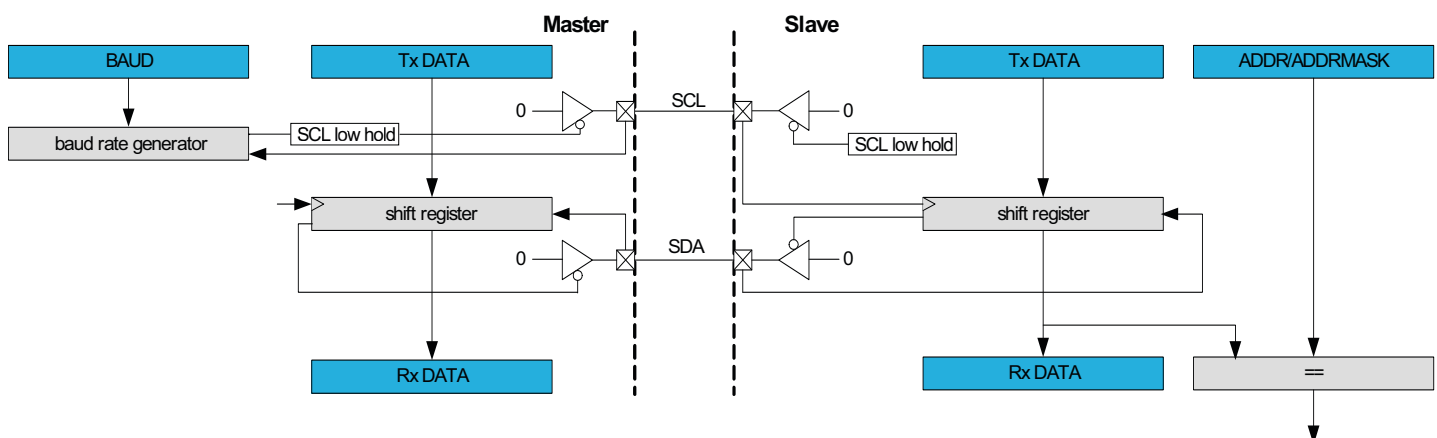 Master
Slave
BAUD
Tx DATA
Tx DATA
ADDR/ADDRMASK
0
SCL
0
baud rate generator
SCL low hold
SCL low hold
shift register
shift register
0
SDA
0
Rx DATA
Rx DATA
==